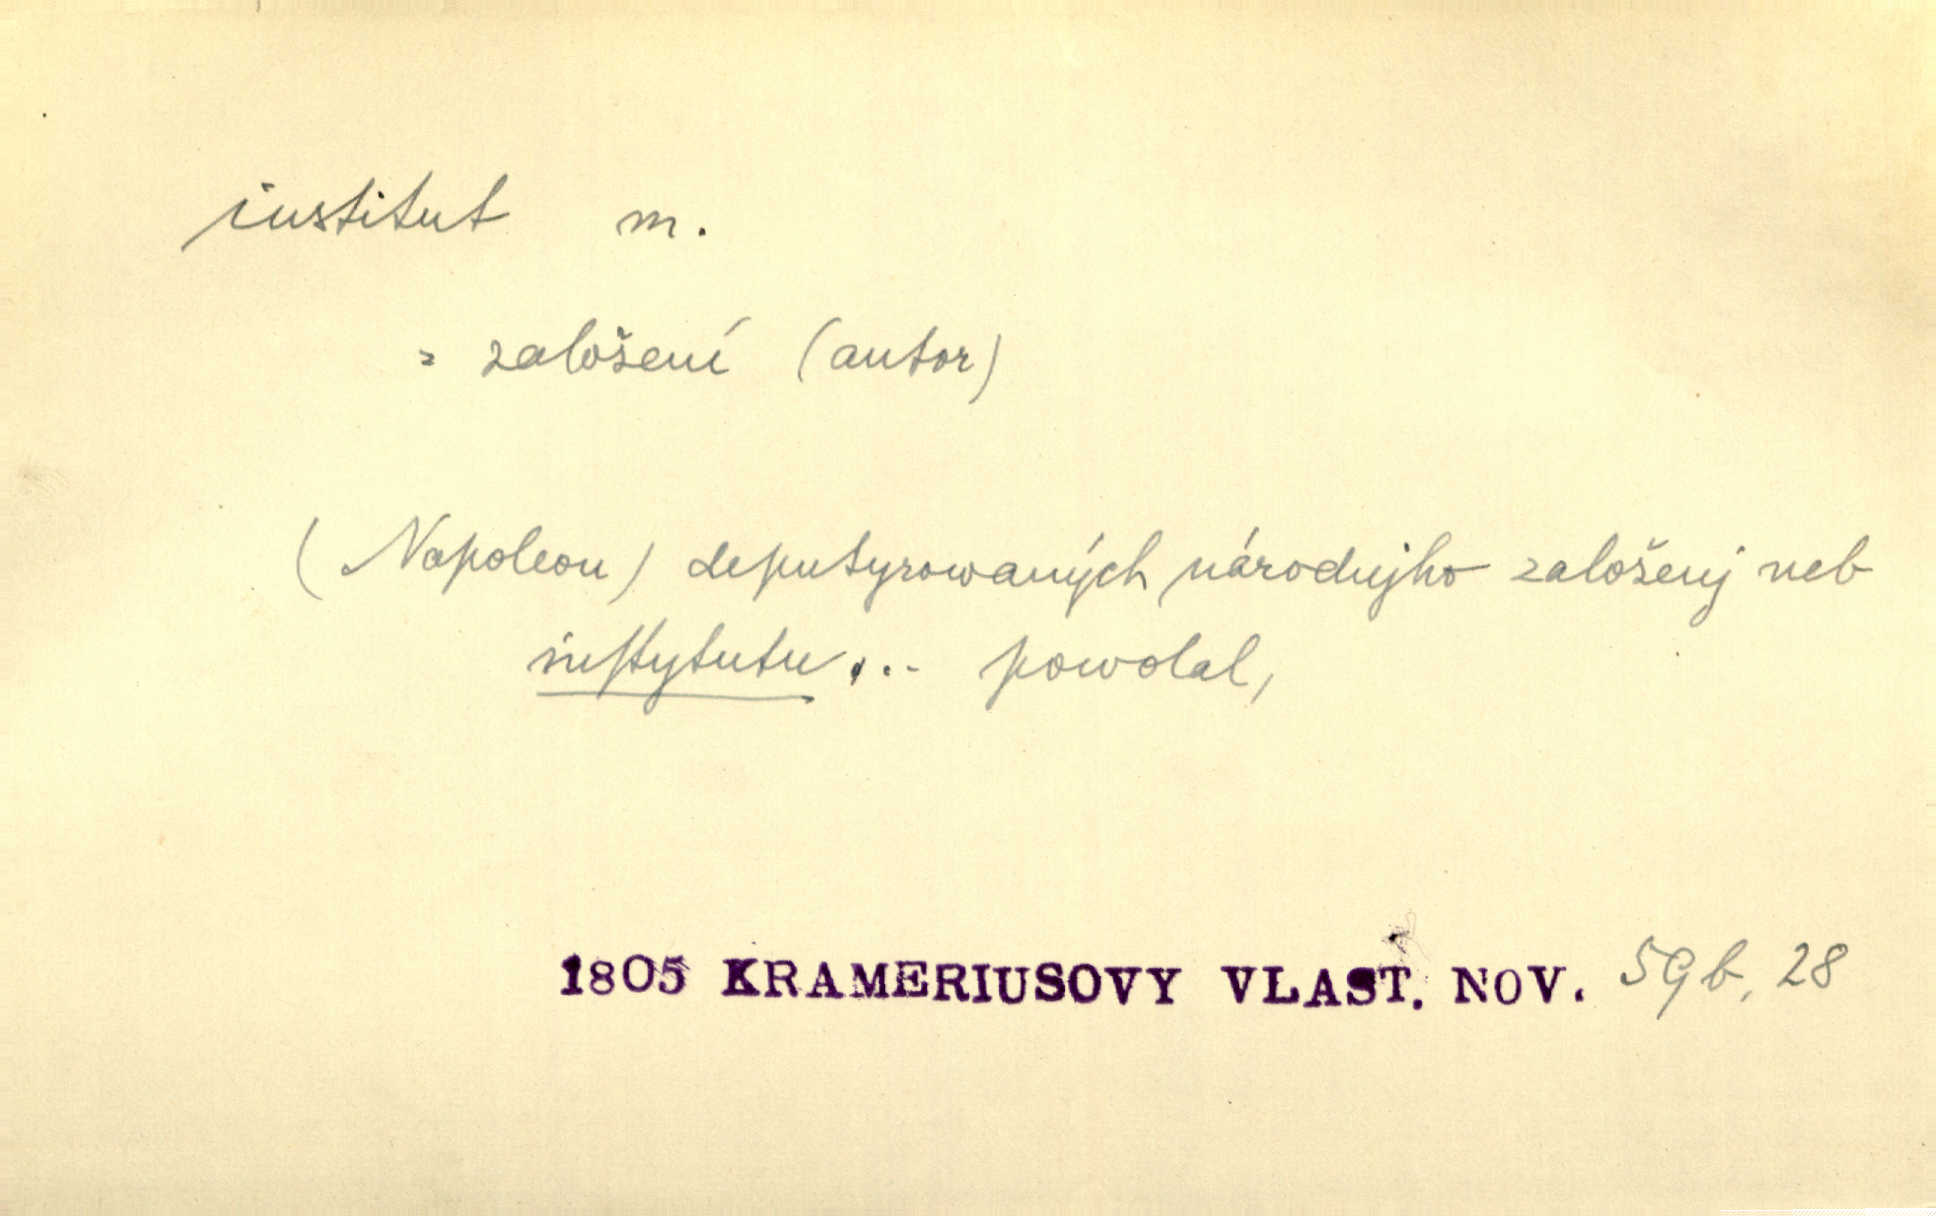 institut m.
= založení (autor)
(Napoleon) deputyrowaných národnjho založenj neb
instytutu... powolal,
1805 KRAMERIUSOVY VLAST. NOV. 59b, 28